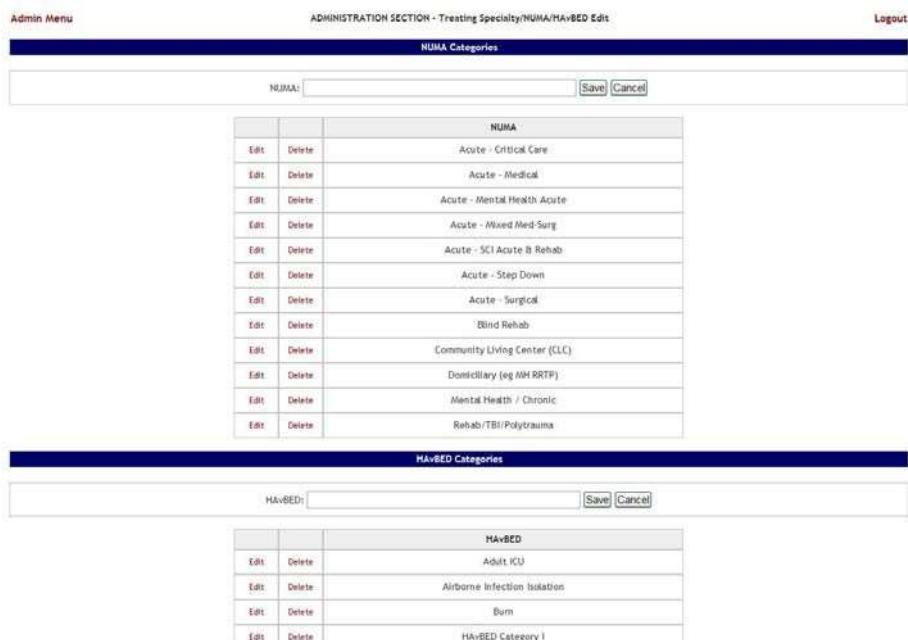 Admin Menu ADMINISTRATION SECTION - Treating Specialty/NUMA/HAvBED Edit Logout
NUMA Categories
NUMA: Save Cancel
NUMA
Edit Delete Acute - Critical Care
Edit Delete Acute - Medical
Edit Delete Acute - Mental Health Acute
Edit Delete Acute - Mixed Med-Surg
Edit Delete Acute - SCI Acute & Rehab
Edit Delete Acute - Step Down
Edit Delete Acute - Surgical
Edit Delete Blind Rehab
Edit Delete Community Living Center (CLC)
Edit Delete Domiciliary (eg MH RRTP)
Edit Delete Mental Health / Chronic
Edit Delete Rehab/TBI/Polytrauma
HAvBED Categories
HAvBED: Save Cancel
HAvBED
Edit Delete Adult ICU
Edit Delete Airborne Infection Isolation
Edit Delete Burn
Edit Delete HAvBED Category I